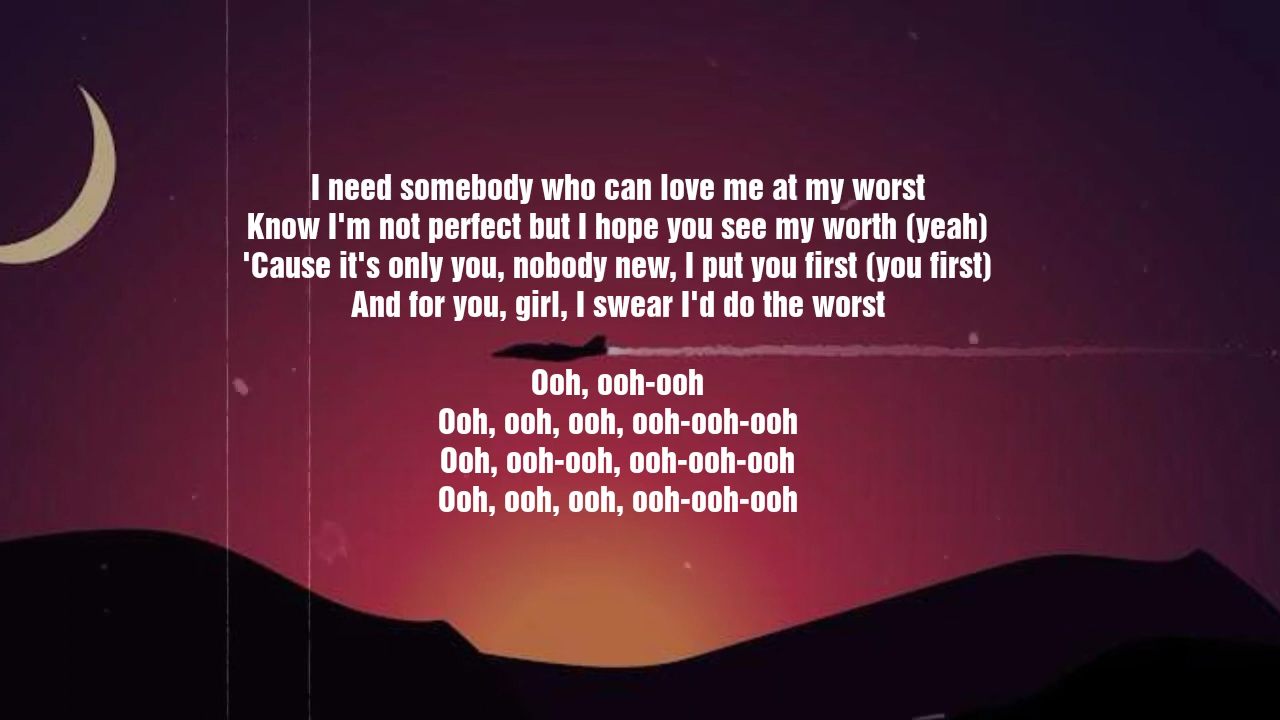 I need somebody who can love me at my worst
Know I'm not perfect but I hope you see my worth (yeah)
'Cause it's only you, nobody new, I put you first (you first)
And for you, girl, I swear I'd do the worst
Ooh, ooh-ooh
Ooh, ooh, ooh, ooh-ooh-ooh
Ooh, ooh-ooh, ooh-ooh-ooh
Ooh, ooh, ooh, ooh-ooh-ooh